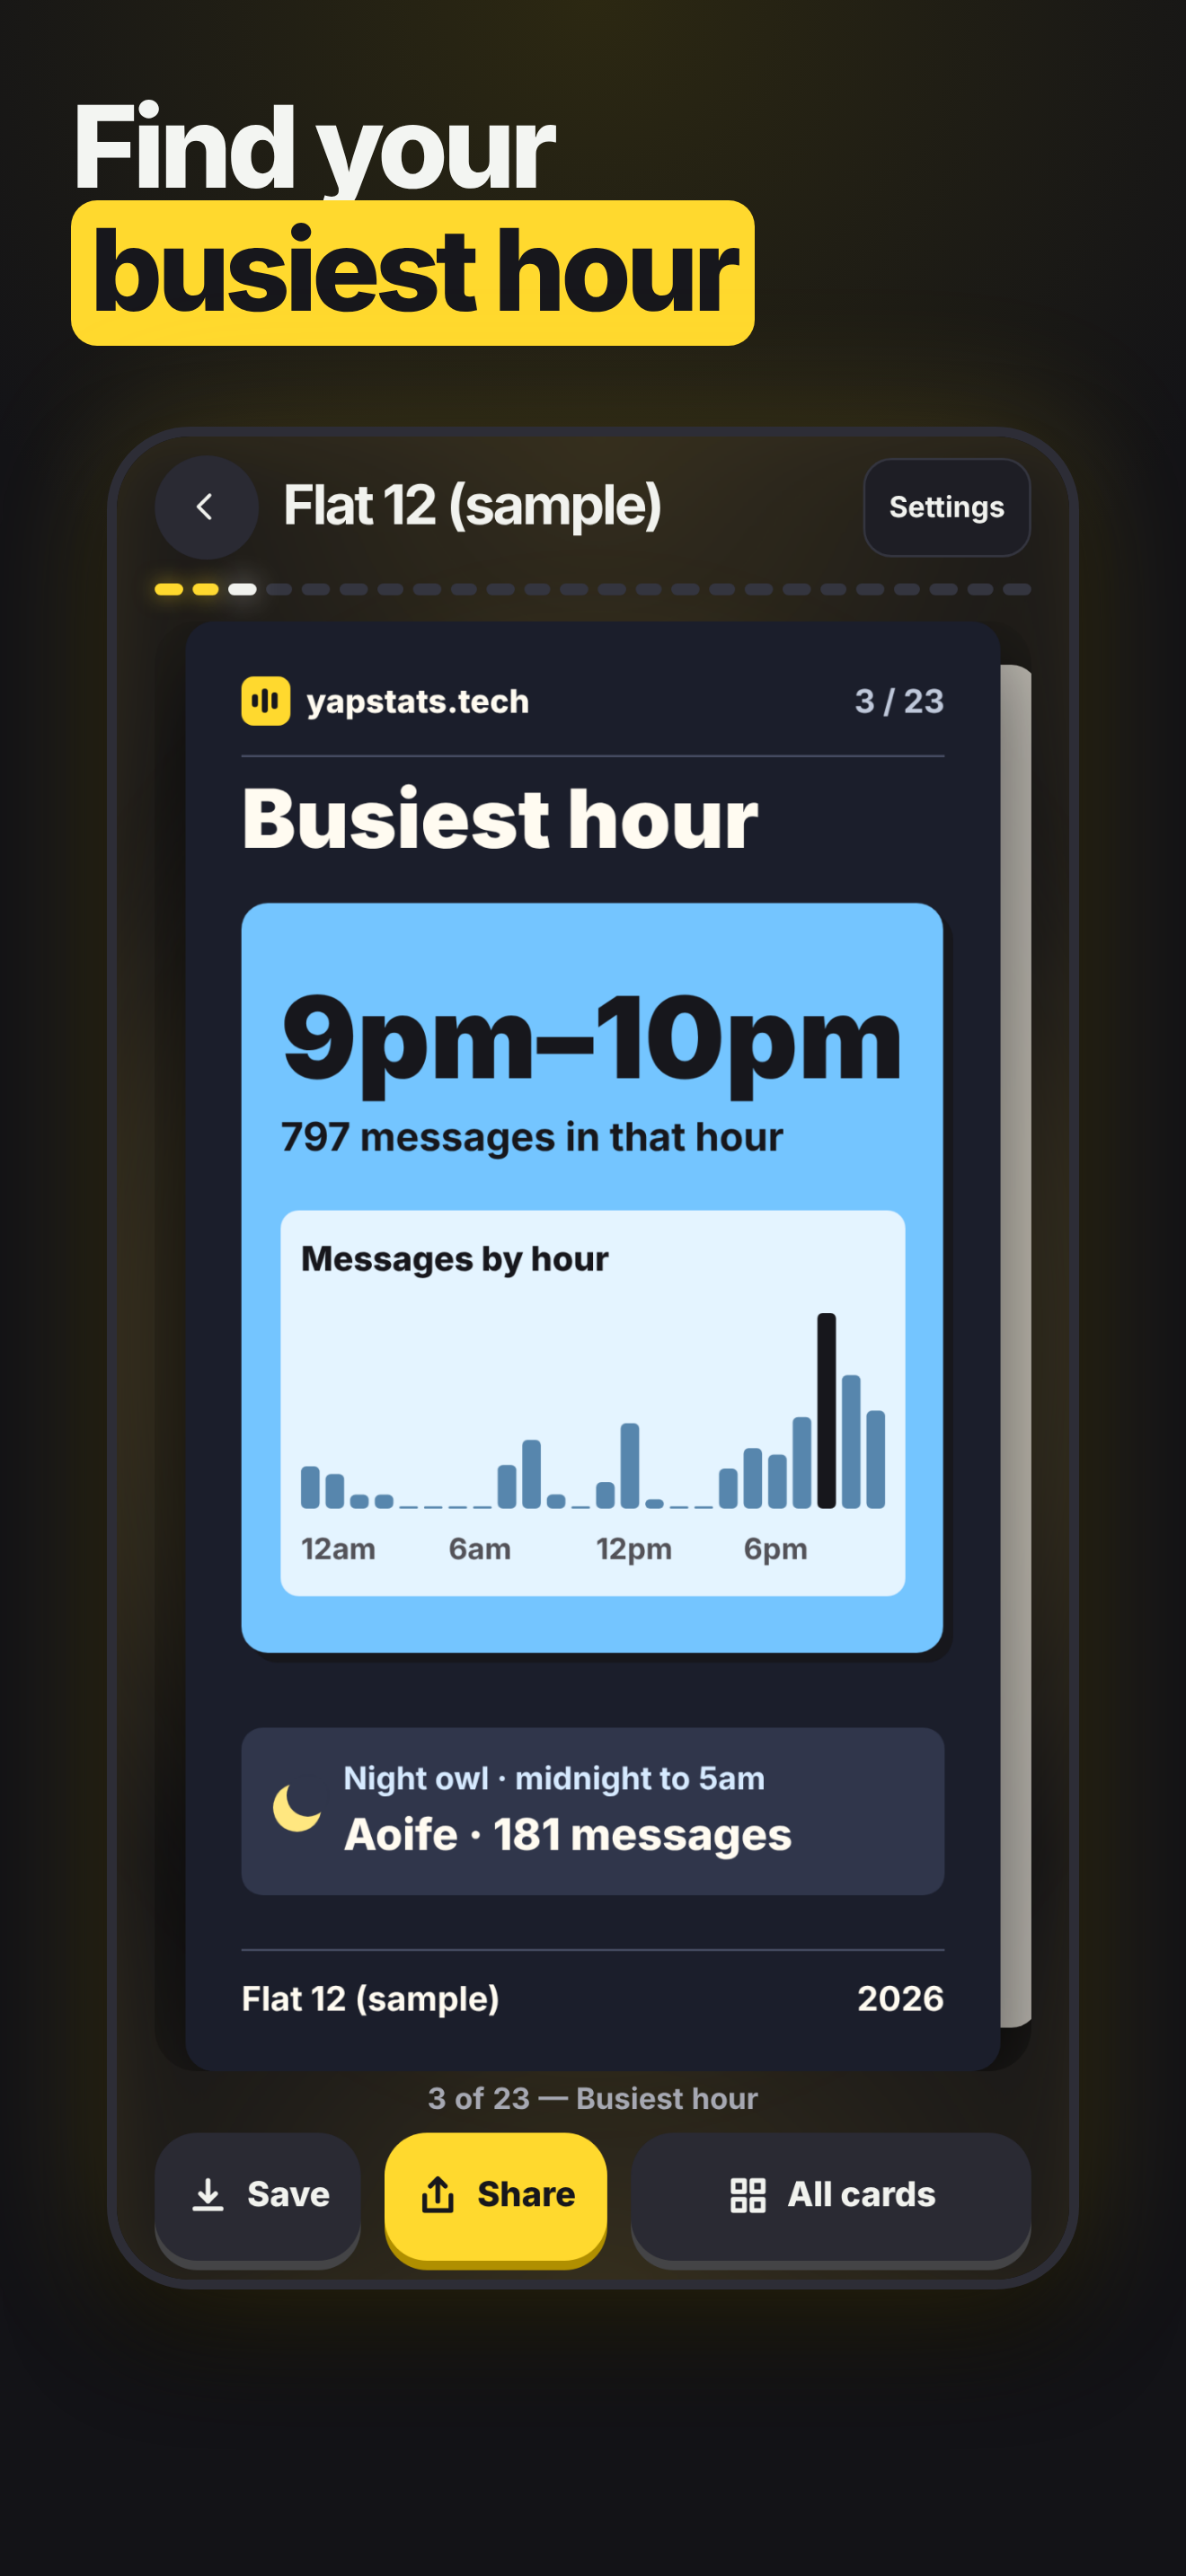 Find your
busiest hour
Flat 12 (sample)
Settings
yapstats.tech
3 / 23
Busiest hour
9pm–10pm
797 messages in that hour
Messages by hour
12am 6am 12pm 6pm
Night owl · midnight to 5am
Aoife · 181 messages
Flat 12 (sample)
2026
3 of 23 — Busiest hour
Save
Share
All cards